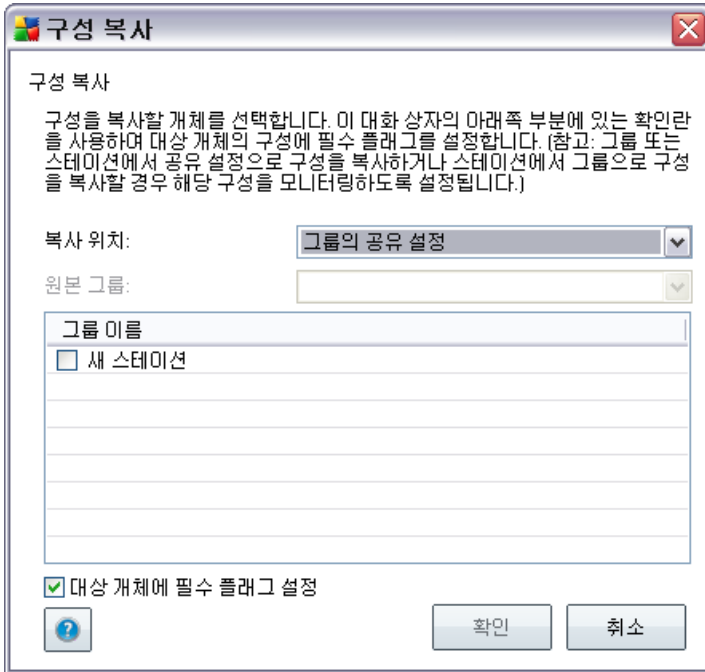 구성 복사
구성 복사
구성을 복사할 개체를 선택합니다. 이 대화 상자의 아래쪽 부분에 있는 확인란
을 사용하여 대상 개체의 구성에 필수 플래그를 설정합니다. (참고: 그룹 또는
스테이션에서 공유 설정으로 구성을 복사하거나 스테이션에서 그룹으로 구성
을 복사할 경우 해당 구성을 모니터링하도록 설정됩니다.)
복사 위치:
그룹의 공유 설정
원본 그룹:
그룹 이름
새 스테이션
대상 개체에 필수 플래그 설정
확인
취소